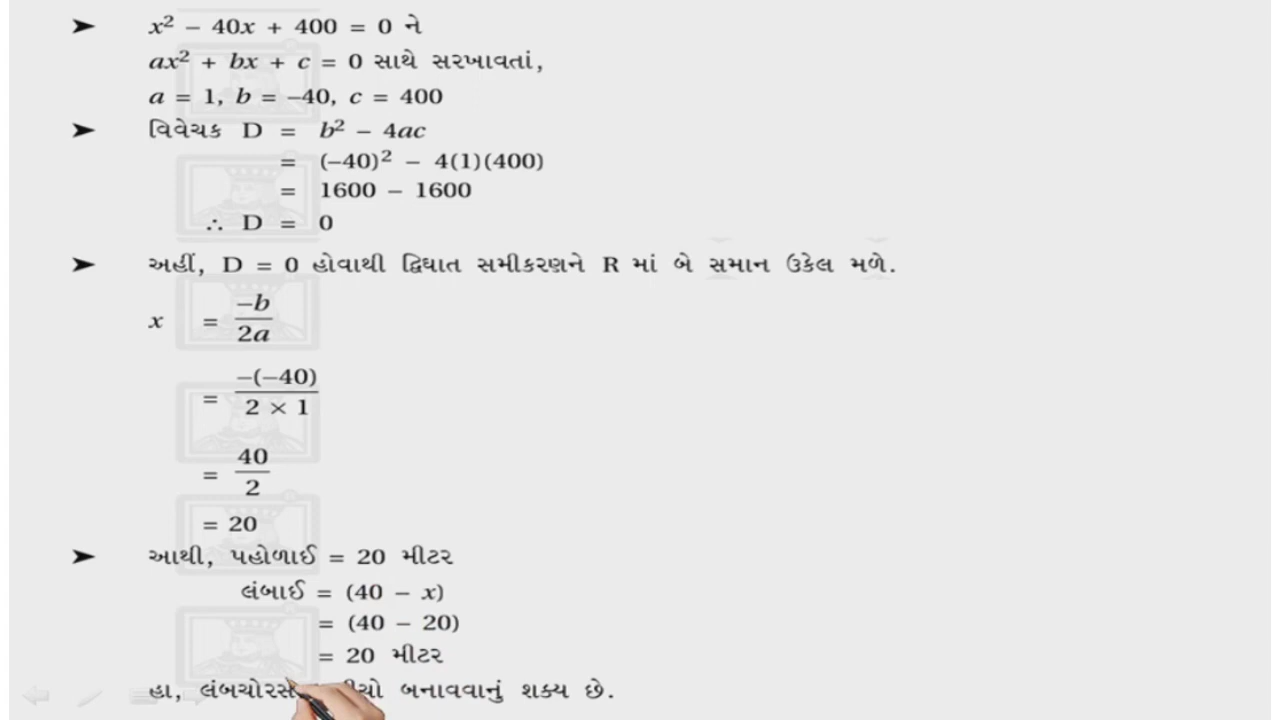 ➤ x² – 40x + 400 = 0 ને
ax² + bx + c = 0 સાથે સરખાવતાં,
a = 1, b = –40, c = 400
➤ વિવેચક D = b² – 4ac
= (–40)² – 4(1)(400)
= 1600 – 1600
∴ D = 0
➤ અહીં, D = 0 હોવાથી દ્વિઘાત સમીકરણને R માં બે સમાન ઉકેલ મળે.
x = –b/2a
= –(–40)/2 × 1
= 40/2
= 20
➤ આથી, પહોળાઈ = 20 મીટર
લંબાઈ = (40 – x)
= (40 – 20)
= 20 મીટર
હા, બનાવવાનું શક્ય છે.